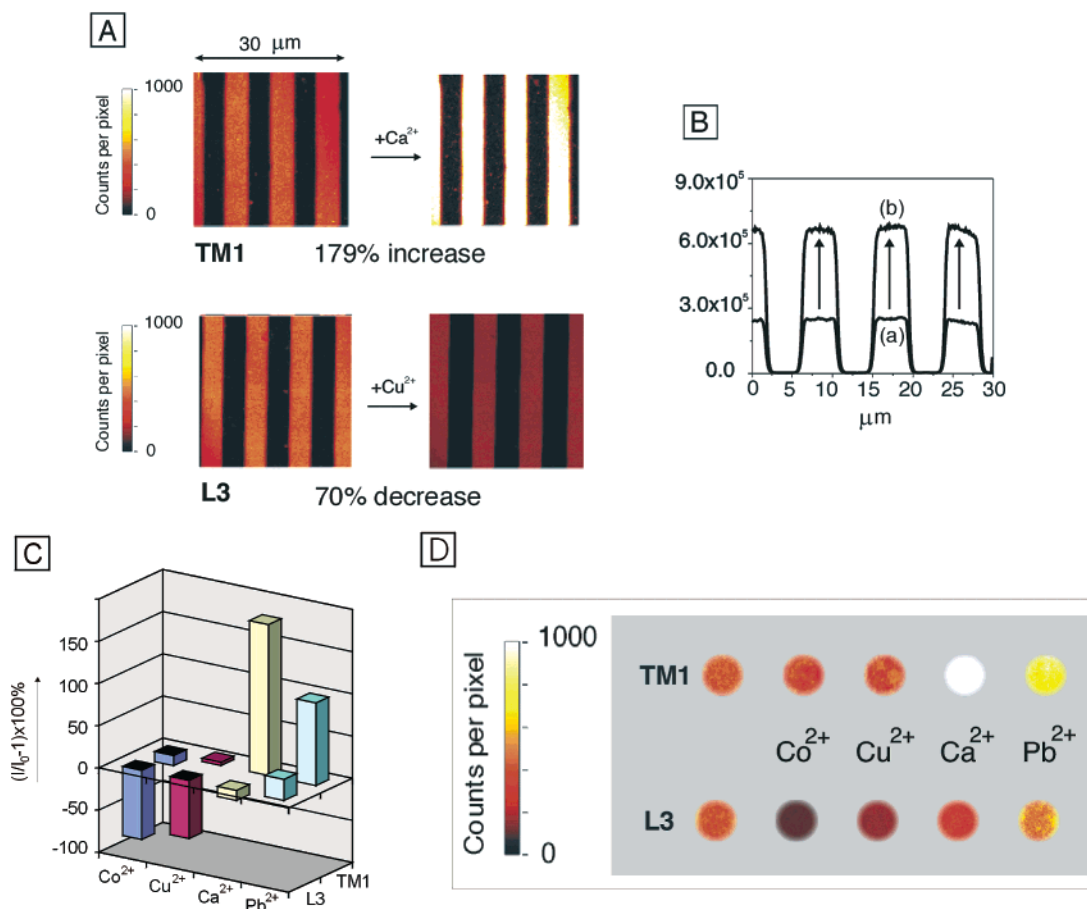 A
30 μm
1000
Counts per pixel
0
+Ca²⁺
TM1 179% increase
1000
Counts per pixel
0
+Cu²⁺
L3 70% decrease
B
9.0x10⁵
6.0x10⁵
3.0x10⁵
0.0
(b)
(a)
0 5 10 15 20 25 30
μm
C
(I/I₀-1)x100%
150
100
50
0
-50
-100
Co²⁺
Cu²⁺
Ca²⁺
Pb²⁺
L3
TM1
D
1000
Counts per pixel
0
TM1
Co²⁺ Cu²⁺ Ca²⁺ Pb²⁺
L3